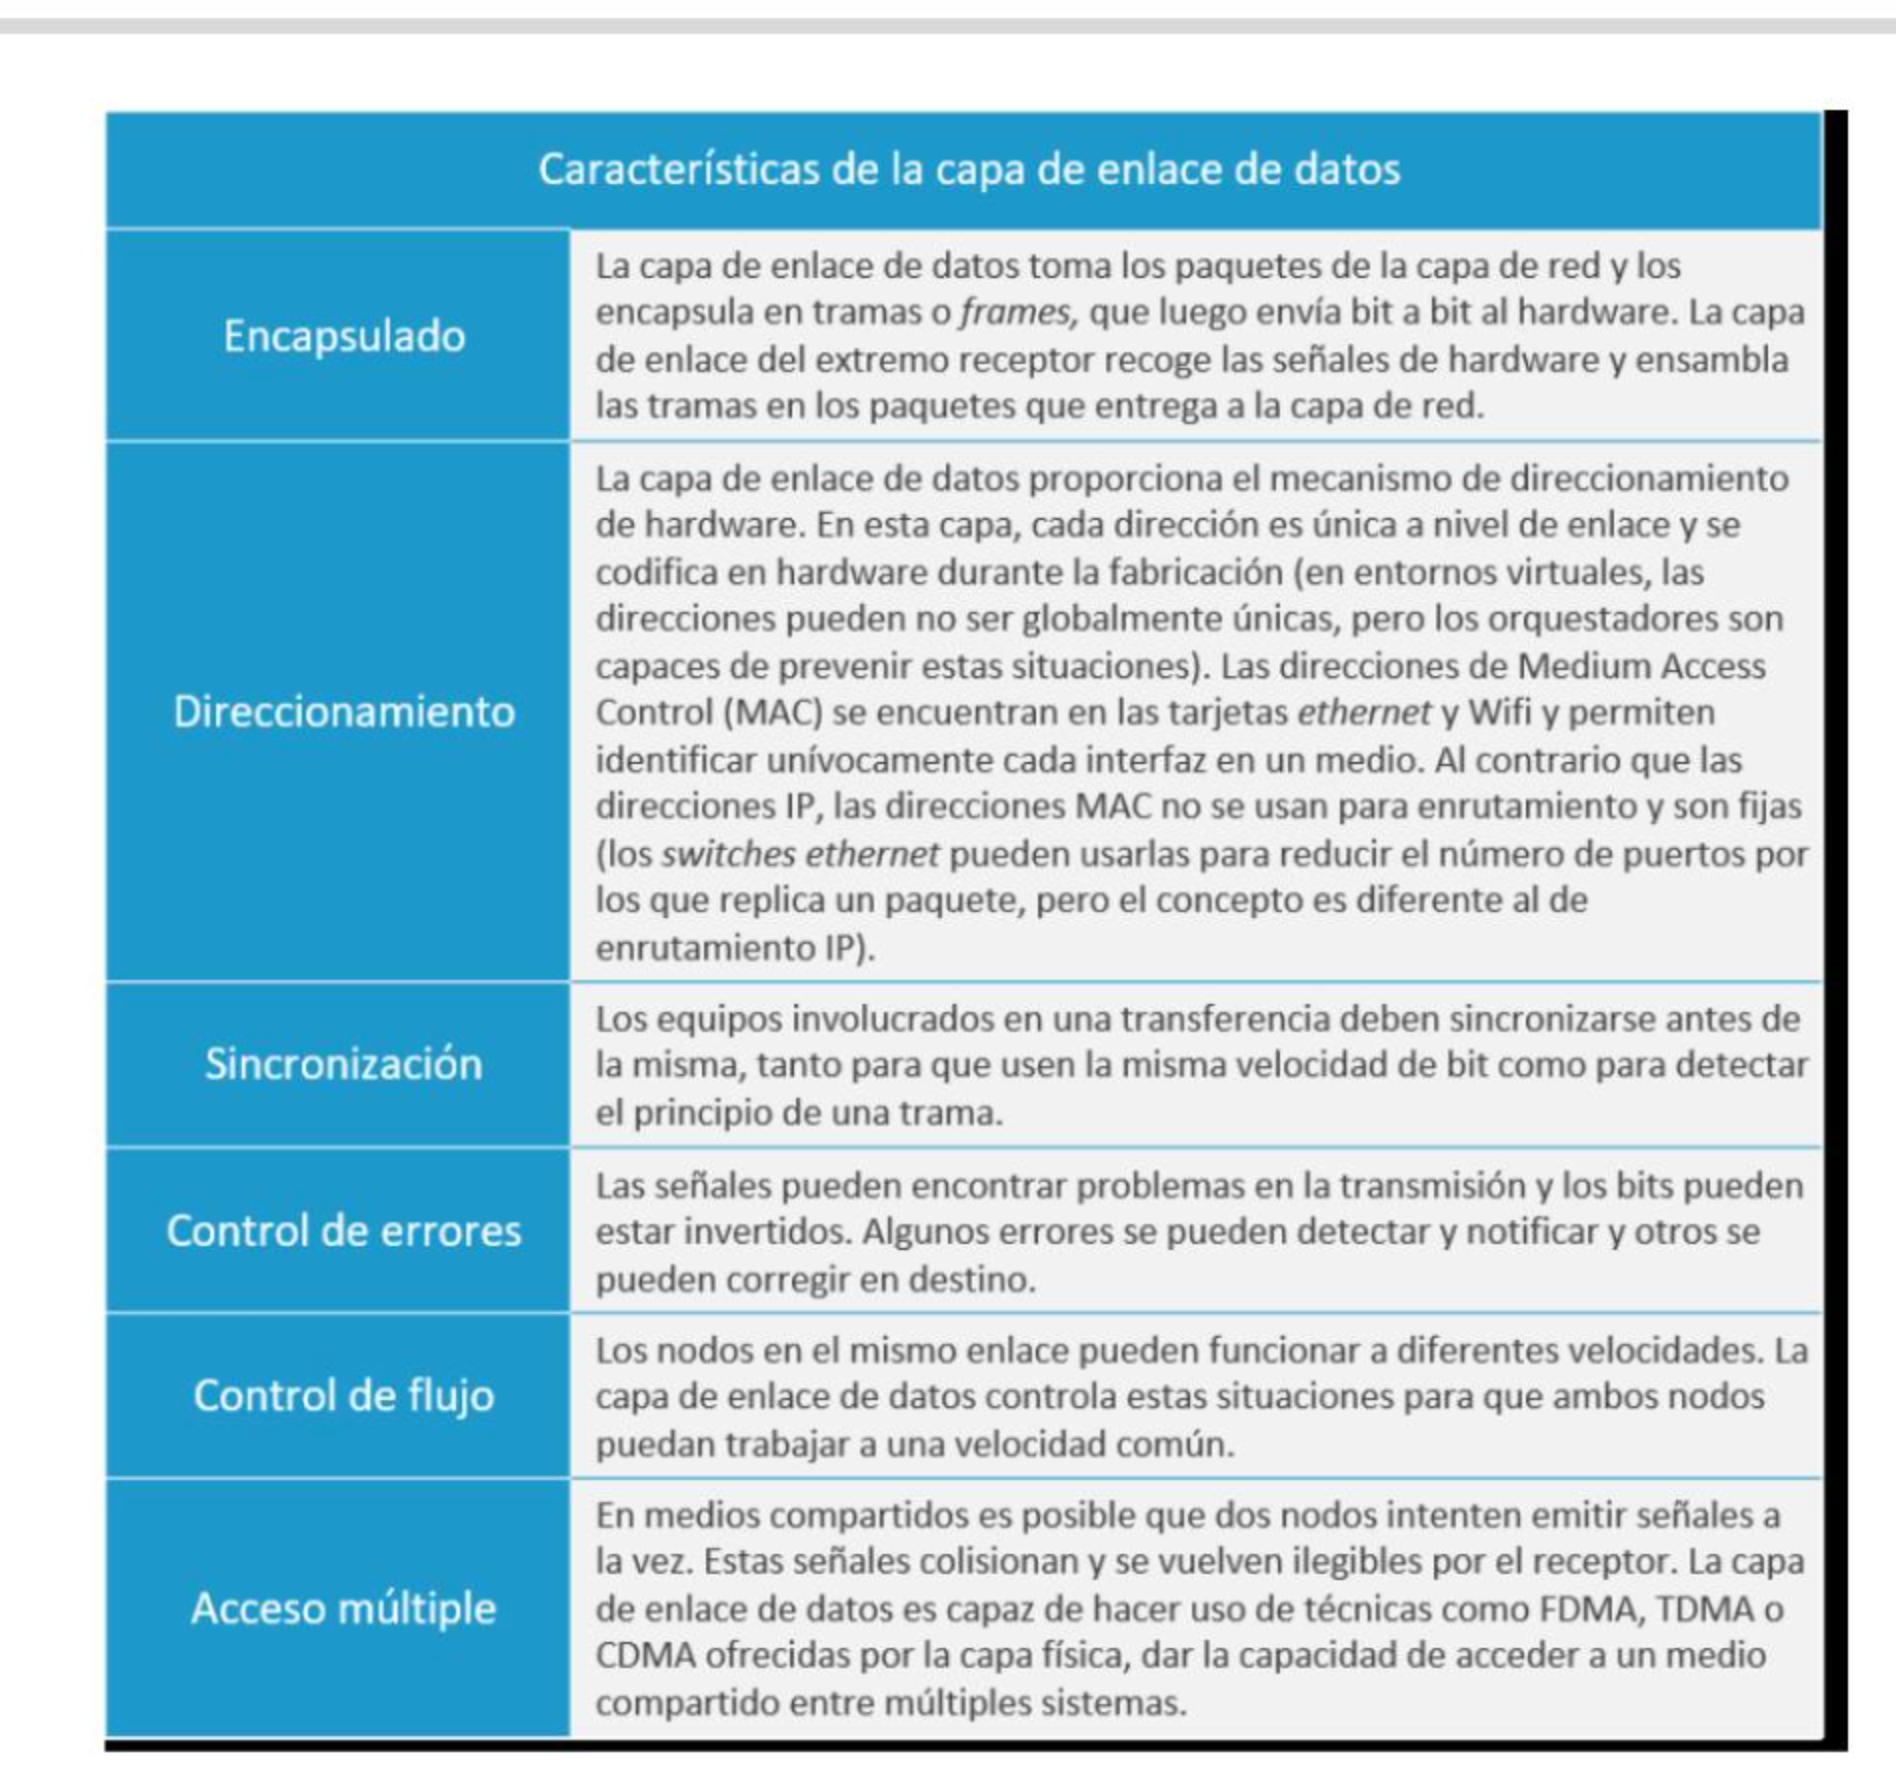 Características de la capa de enlace de datos
Encapsulado
La capa de enlace de datos toma los paquetes de la capa de red y los
encapsula en tramas o frames, que luego envía bit a bit al hardware. La capa
de enlace del extremo receptor recoge las señales de hardware y ensambla
las tramas en los paquetes que entrega a la capa de red.
Direccionamiento
La capa de enlace de datos proporciona el mecanismo de direccionamiento
de hardware. En esta capa, cada dirección es única a nivel de enlace y se
codifica en hardware durante la fabricación (en entornos virtuales, las
direcciones pueden no ser globalmente únicas, pero los orquestadores son
capaces de prevenir estas situaciones). Las direcciones de Medium Access
Control (MAC) se encuentran en las tarjetas ethernet y Wifi y permiten
identificar unívocamente cada interfaz en un medio. Al contrario que las
direcciones IP, las direcciones MAC no se usan para enrutamiento y son fijas
(los switches ethernet pueden usarlas para reducir el número de puertos por
los que replica un paquete, pero el concepto es diferente al de
enrutamiento IP).
Sincronización
Los equipos involucrados en una transferencia deben sincronizarse antes de
la misma, tanto para que usen la misma velocidad de bit como para detectar
el principio de una trama.
Control de errores
Las señales pueden encontrar problemas en la transmisión y los bits pueden
estar invertidos. Algunos errores se pueden detectar y notificar y otros se
pueden corregir en destino.
Control de flujo
Los nodos en el mismo enlace pueden funcionar a diferentes velocidades. La
capa de enlace de datos controla estas situaciones para que ambos nodos
puedan trabajar a una velocidad común.
Acceso múltiple
En medios compartidos es posible que dos nodos intenten emitir señales a
la vez. Estas señales colisionan y se vuelven ilegibles por el receptor. La capa
de enlace de datos es capaz de hacer uso de técnicas como FDMA, TDMA o
CDMA ofrecidas por la capa física, dar la capacidad de acceder a un medio
compartido entre múltiples sistemas.